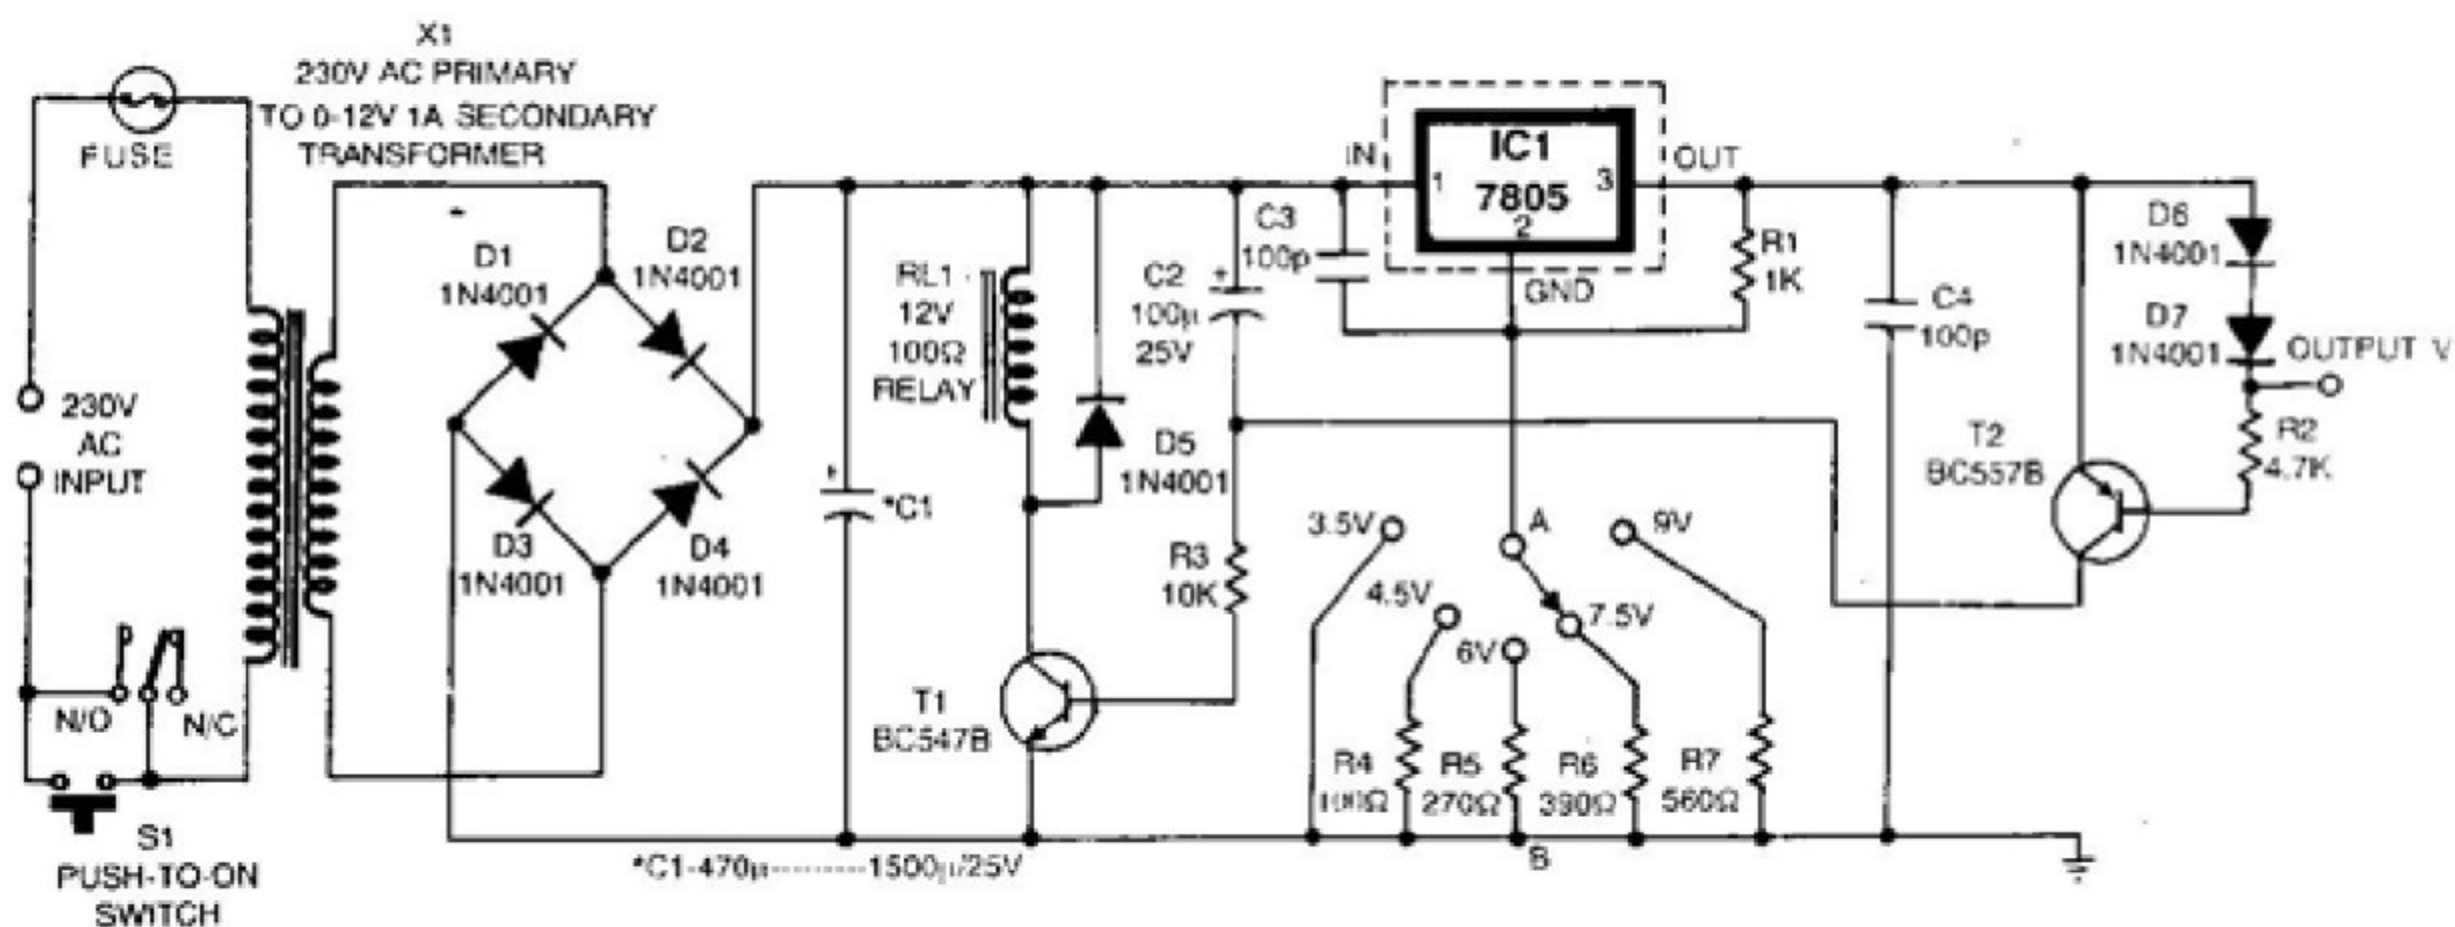 X1
230V AC PRIMARY
TO 0-12V 1A SECONDARY
TRANSFORMER
FUSE
230V
AC
INPUT
N/O
N/C
S1
PUSH-TO-ON
SWITCH
D1
1N4001
D2
1N4001
D3
1N4001
D4
1N4001
+
*C1
*C1-470µ---------1500µ/25V
RL1
12V
100Ω
RELAY
D5
1N4001
T1
BC547B
C2
100µ
25V
+
C3
100p
R3
10K
IN
1
IC1
7805
2
3
OUT
GND
R1
1K
C4
100p
D6
1N4001
D7
1N4001
OUTPUT V
R2
4.7K
T2
BC557B
3.5V
4.5V
6V
A
7.5V
9V
R4
100Ω
R5
270Ω
R6
390Ω
R7
560Ω
B